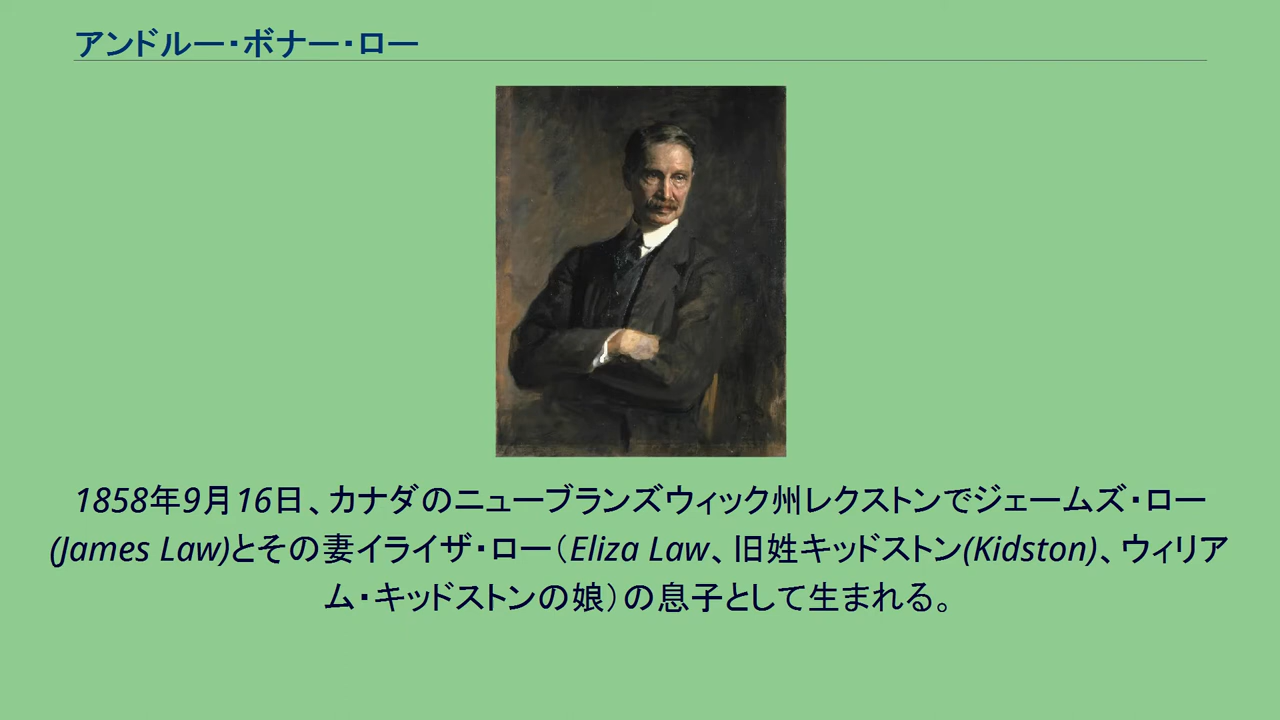 アンドルー・ボナー・ロー
1858年9月16日、カナダのニューブランズウィック州レクストンでジェームズ・ロー
(James Law)とその妻イライザ・ロー（Eliza Law、旧姓キッドストン(Kidston)、ウィリア
ム・キッドストンの娘）の息子として生まれる。